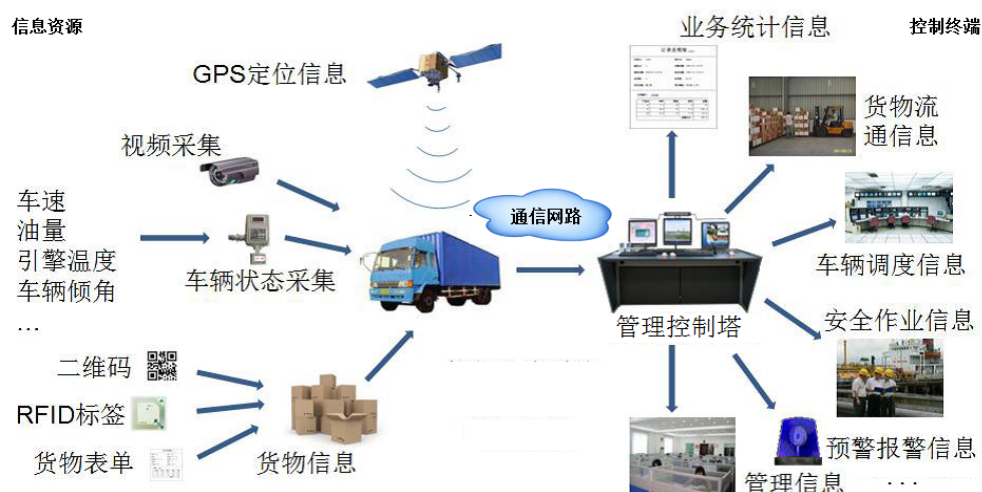 信息资源
控制终端
业务统计信息
GPS定位信息
货物流
通信息
视频采集
车速
油量
引擎温度
车辆倾角
…
通信网路
车辆状态采集
车辆调度信息
管理控制塔
安全作业信息
二维码
RFID标签
货物表单
货物信息
预警报警信息
管理信息
...